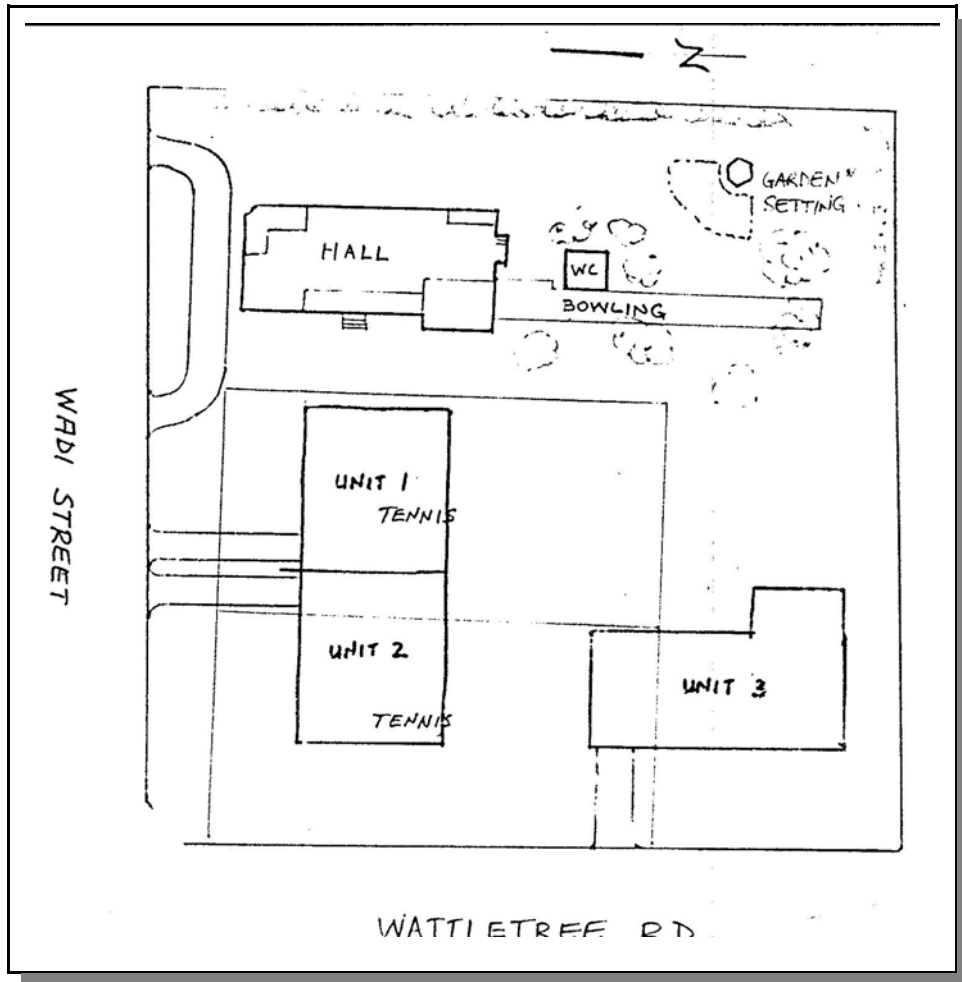 N
GARDEN
SETTING
HALL
WC
BOWLING
WADI STREET
UNIT 1
TENNIS
UNIT 2
TENNIS
UNIT 3
WATTLETREE RD